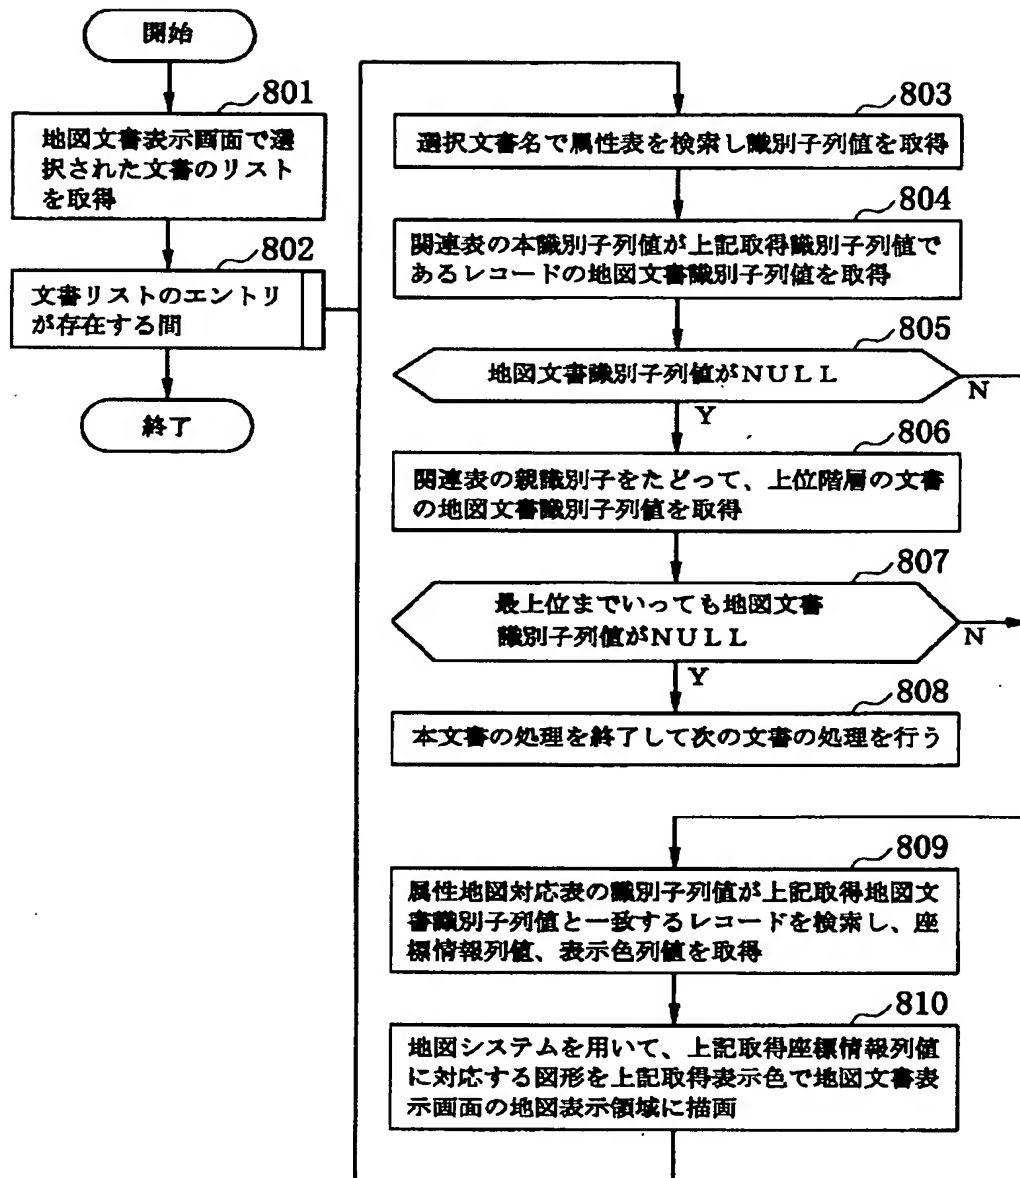 開始
801
地図文書表示画面で選
択された文書のリスト
を取得
802
文書リストのエントリ
が存在する間
終了
803
選択文書名で属性表を検索し識別子列値を取得
804
関連表の本識別子列値が上記取得識別子列値で
あるレコードの地図文書識別子列値を取得
805
地図文書識別子列値がNULL
N
Y
806
関連表の親識別子をたどって、上位階層の文書
の地図文書識別子列値を取得
807
最上位までいっても地図文書
識別子列値がNULL
N
Y
808
本文書の処理を終了して次の文書の処理を行う
809
属性地図対応表の識別子列値が上記取得地図文
書識別子列値と一致するレコードを検索し、座
標情報列値、表示色列値を取得
810
地図システムを用いて、上記取得座標情報列値
に対応する図形を上記取得表示色で地図文書表
示画面の地図表示領域に描画